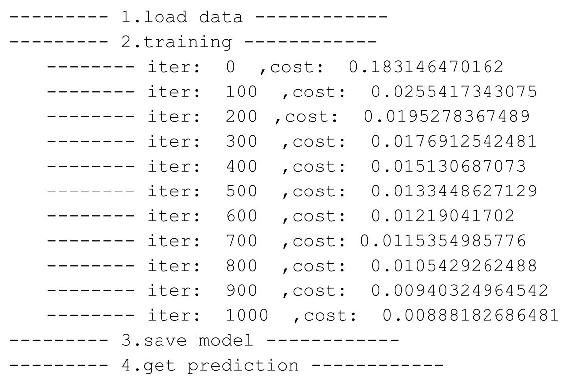 --------- 1.load data ------------
--------- 2.training ------------
-------- iter: 0 ,cost: 0.183146470162
-------- iter: 100 ,cost: 0.0255417343075
-------- iter: 200 ,cost: 0.0195278367489
-------- iter: 300 ,cost: 0.0176912542481
-------- iter: 400 ,cost: 0.015130687073
-------- iter: 500 ,cost: 0.0133448627129
-------- iter: 600 ,cost: 0.01219041702
-------- iter: 700 ,cost: 0.0115354985776
-------- iter: 800 ,cost: 0.0105429262488
-------- iter: 900 ,cost: 0.00940324964542
-------- iter: 1000 ,cost: 0.00888182686481
--------- 3.save model ------------
--------- 4.get prediction ------------